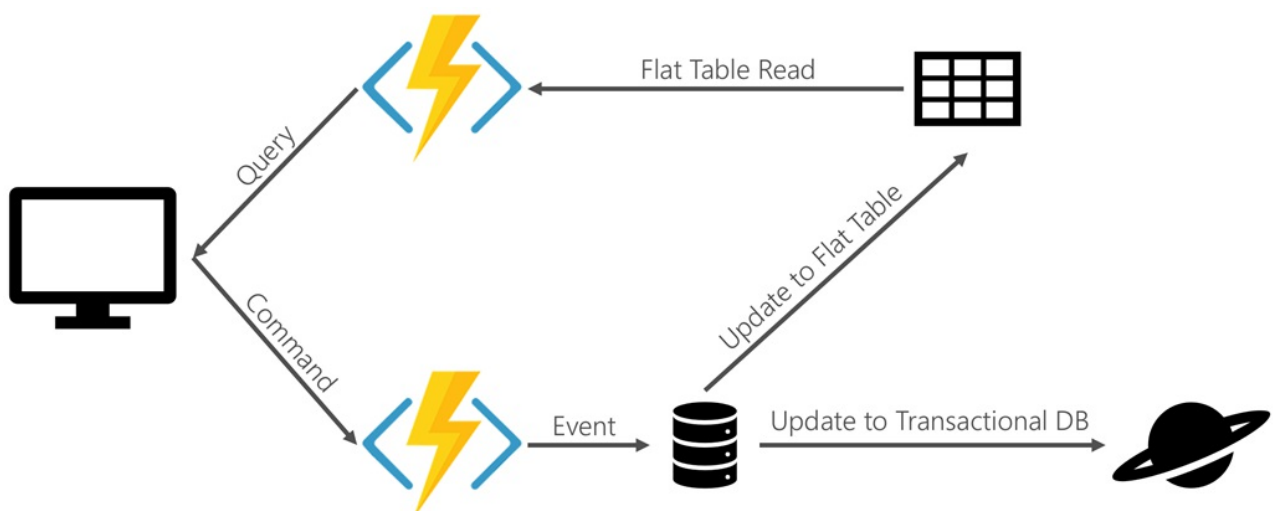 Flat Table Read
Query
Update to Flat Table
Command
Event
Update to Transactional DB